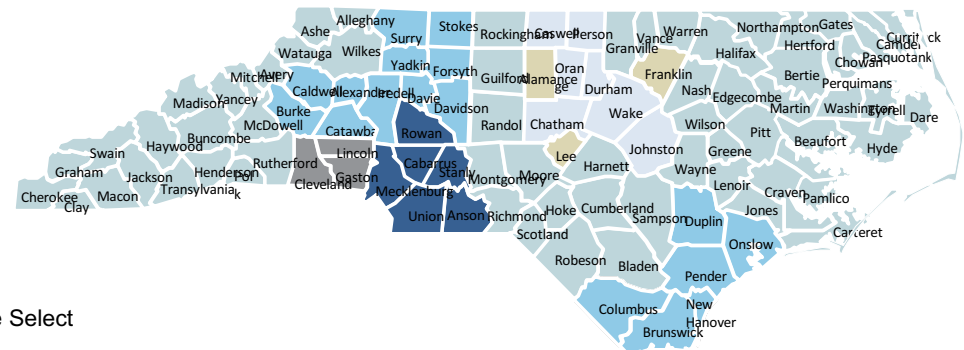 Ashe
Alleghany
Surry
Stokes
Rockingham
Caswell
Person
Granville
Vance
Warren
Northampton
Gates
Currituck
Camden
Pasquotank
Watauga
Wilkes
Yadkin
Forsyth
Guilford
Alamance
Oran
ge
Durham
Franklin
Halifax
Hertford
Chowan
Perquimans
Bertie
Mitchell
Avery
Caldwell
Alexander
Iredell
Davie
Davidson
Randol
Chatham
Wake
Nash
Edgecombe
Martin
Washington
Tyrrell
Dare
Madison
Yancey
Burke
McDowell
Catawba
Rowan
Lee
Johnston
Wilson
Pitt
Beaufort
Hyde
Swain
Haywood
Buncombe
Rutherford
Lincoln
Cabarrus
Stanly
Montgomery
Moore
Harnett
Wayne
Greene
Graham
Jackson
Henderson
Pol
k
Cleveland
Gaston
Mecklenburg
Lenoir
Craven
Pamlico
Cherokee
Clay
Macon
Transylvania
Union
Anson
Richmond
Hoke
Cumberland
Sampson
Duplin
Jones
Carteret
Scotland
Onslow
Robeson
Bladen
Pender
Columbus
New
Hanover
Brunswick
Select